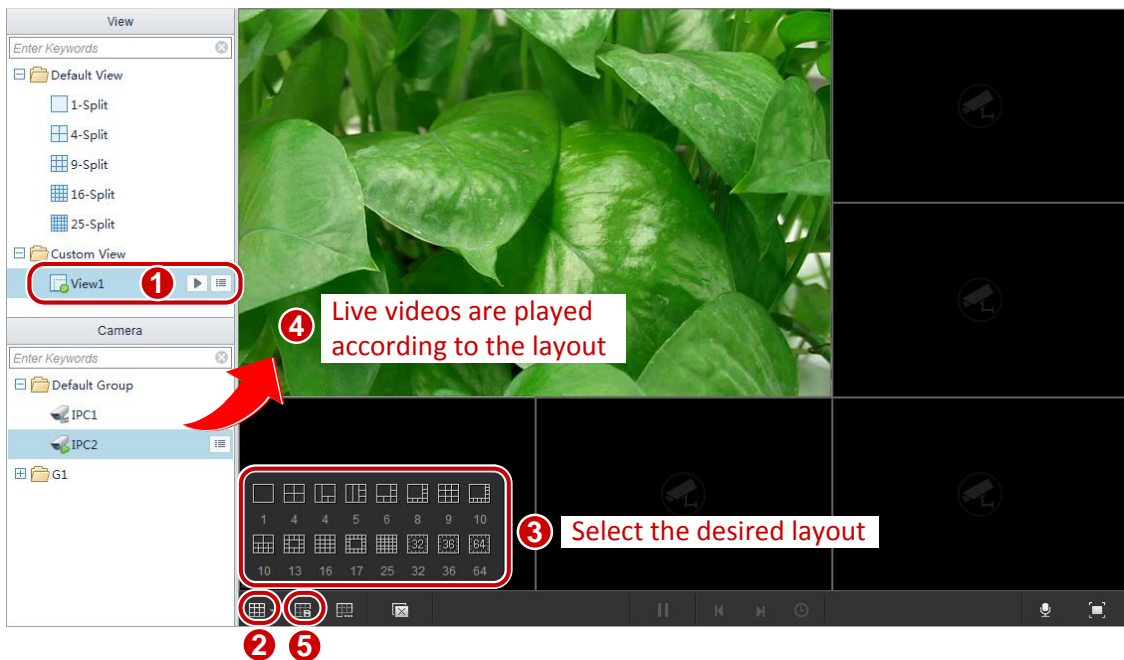 View
Enter Keywords
Default View
1-Split
4-Split
9-Split
16-Split
25-Split
Custom View
View1
1
Camera
Enter Keywords
Default Group
IPC1
IPC2
G1
4
Live videos are played
according to the layout
1 4 4 5 6 8 9 10
32 36 64
10 13 16 17 25 32 36 64
3
Select the desired layout
2 5